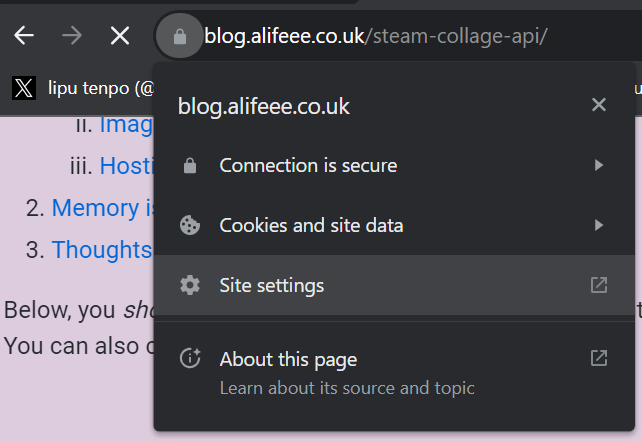 blog.alifeee.co.uk/steam-collage-api/
lipu tenpo (@
blog.alifeee.co.uk
ii. Imag
Connection is secure
iii. Hosti
2. Memory is
Cookies and site data
3. Thoughts
Site settings
Below, you sho
You can also
About this page
Learn about its source and topic